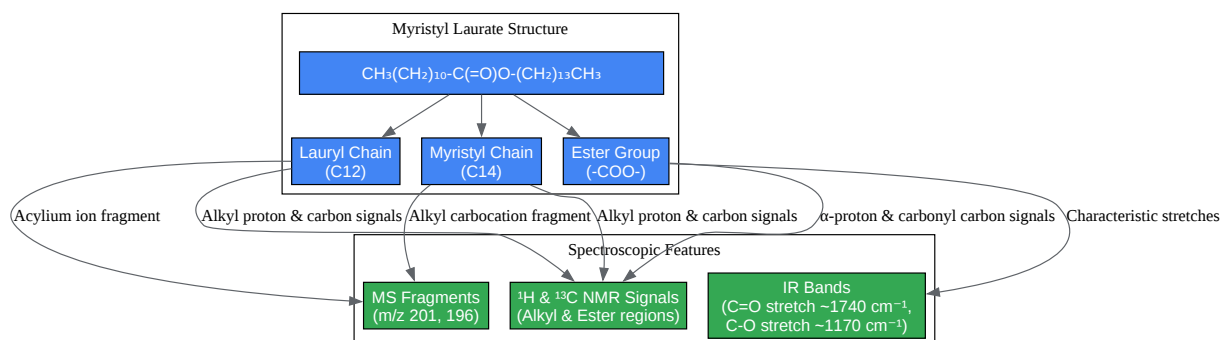 Myristyl Laurate Structure
CH₃(CH₂)₁₀-C(=O)O-(CH₂)₁₃CH₃
Lauryl Chain
(C12)
Myristyl Chain
(C14)
Ester Group
(-COO-)
Acylium ion fragment
Alkyl proton & carbon signals
Alkyl carbocation fragment
Alkyl proton & carbon signals
α-proton & carbonyl carbon signals
Characteristic stretches
Spectroscopic Features
MS Fragments
(m/z 201, 196)
¹H & ¹³C NMR Signals
(Alkyl & Ester regions)
IR Bands
(C=O stretch ~1740 cm⁻¹,
C-O stretch ~1170 cm⁻¹)